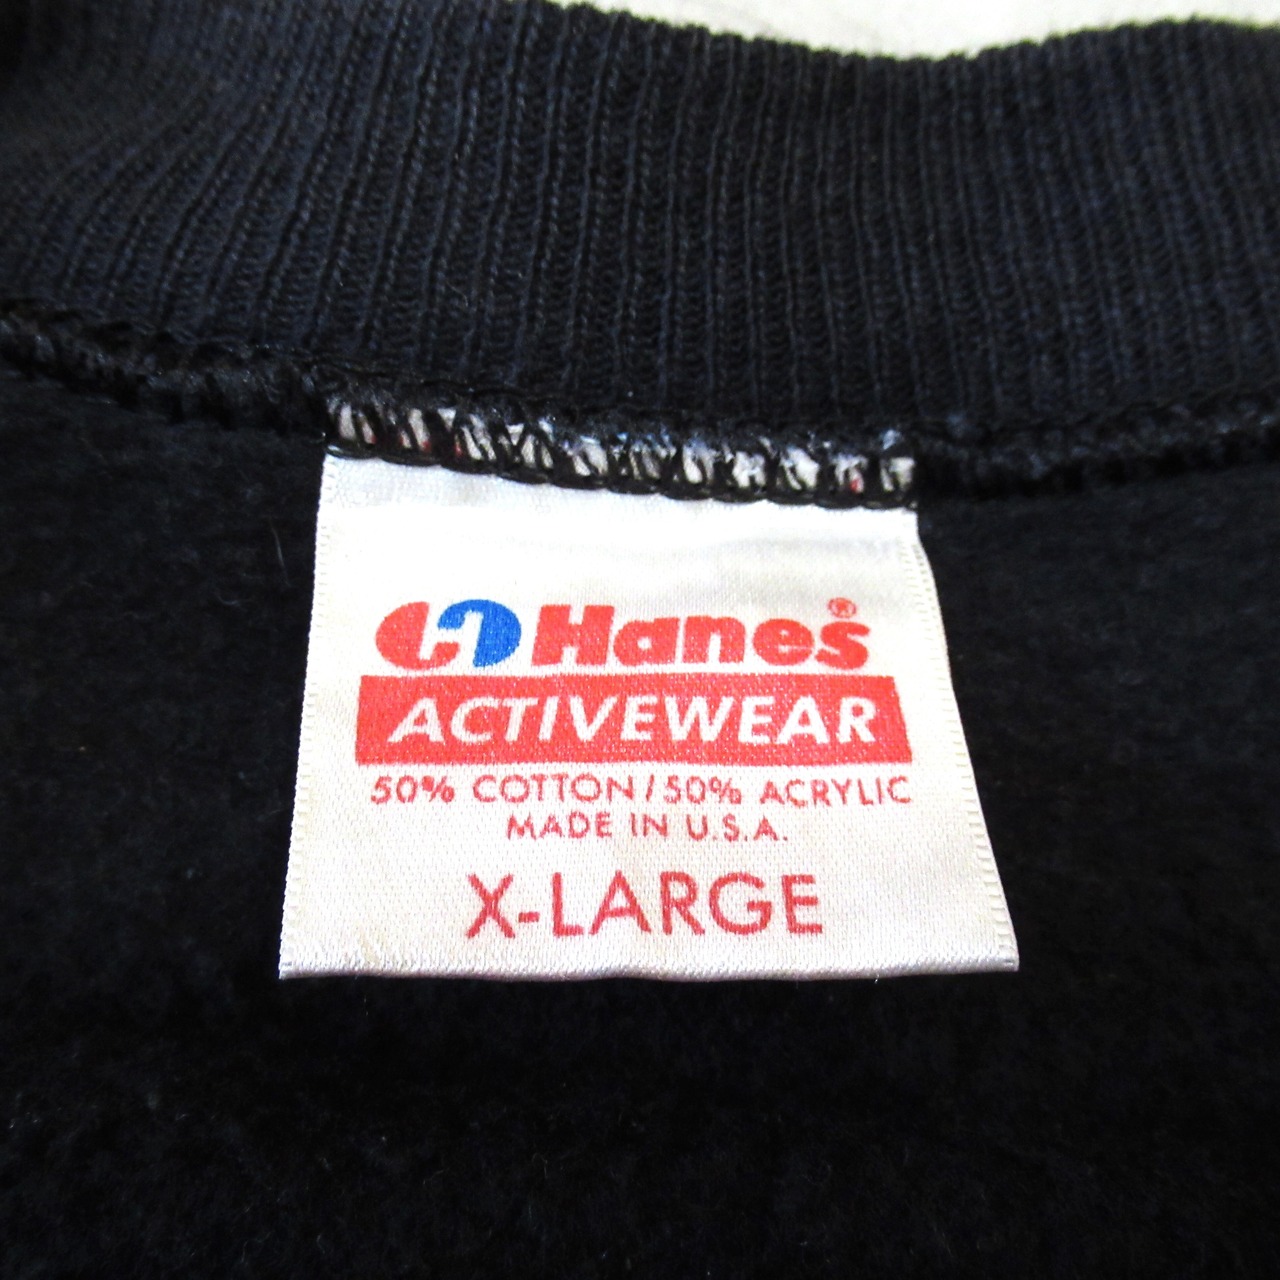 Hanes®
ACTIVEWEAR
50% COTTON/50% ACRYLIC
MADE IN U.S.A.
X-LARGE